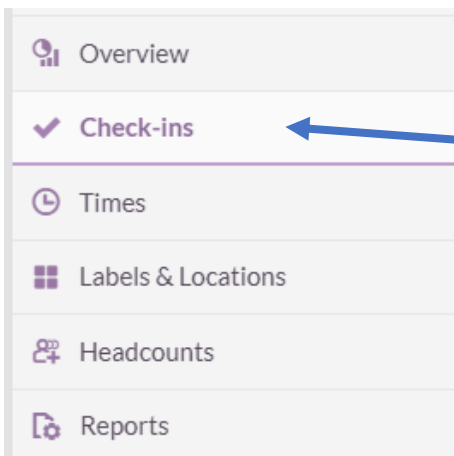 Overview
Check-ins
Times
Labels & Locations
Headcounts
Reports